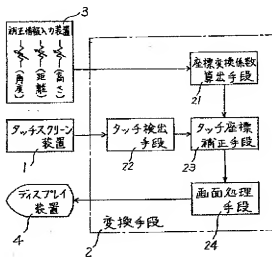 3
補正情報入力装置
(角度)
(距離)
(高さ)
座標変換係数
算出手段
21
タッチスクリーン
装置
1
タッチ検出
手段
22
タッチ座標
補正手段
23
ディスプレイ
装置
4
画面処理
手段
24
変換手段
2